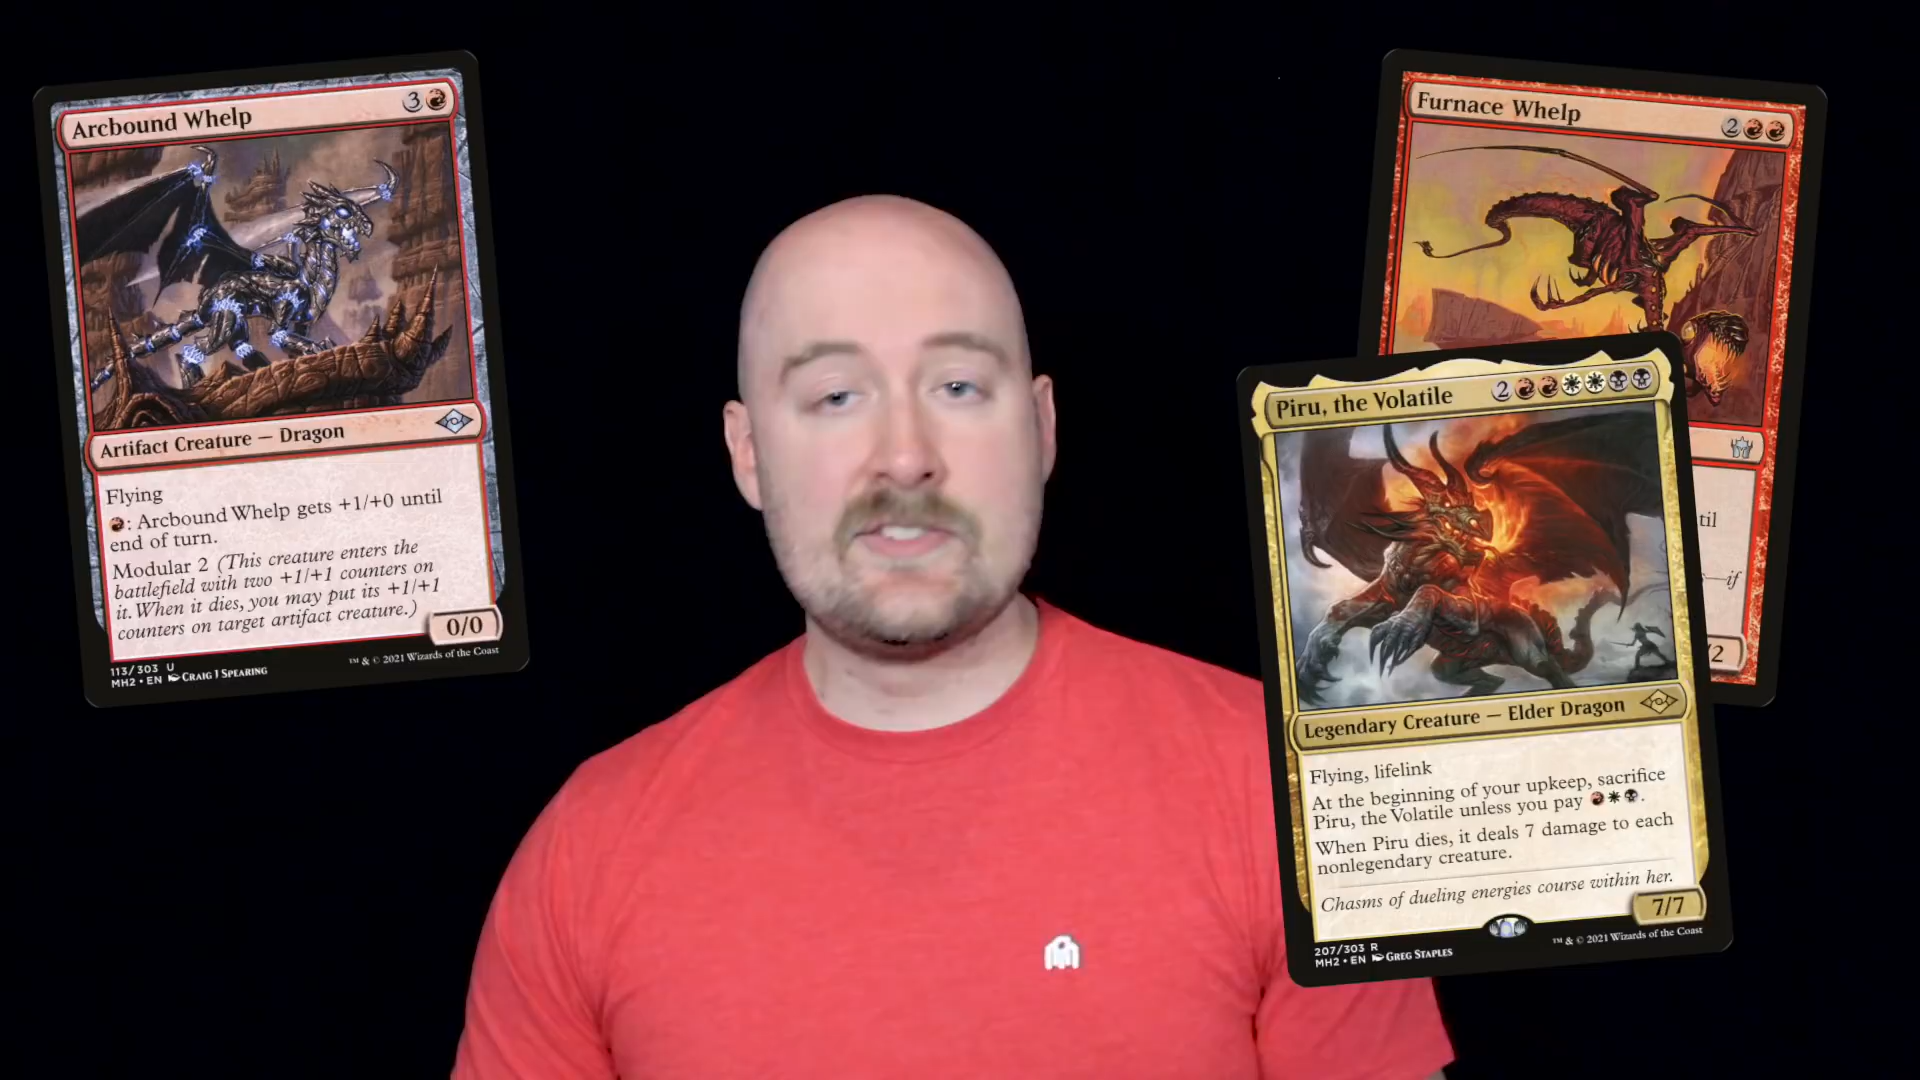 Arcbound Whelp 3
Artifact Creature — Dragon
Flying
: Arcbound Whelp gets +1/+0 until
end of turn.
Modular 2 (This creature enters the
battlefield with two +1/+1 counters on
it. When it dies, you may put its +1/+1
counters on target artifact creature.)
0/0
113/303 U
MH2 • EN CRAIG J SPEARING
™ & © 2021 Wizards of the Coast
Furnace Whelp 2
til
—if
/2
Piru, the Volatile 2
Legendary Creature — Elder Dragon
Flying, lifelink
At the beginning of your upkeep, sacrifice
Piru, the Volatile unless you pay .
When Piru dies, it deals 7 damage to each
nonlegendary creature.
Chasms of dueling energies course within her.
7/7
207/303 R
MH2 • EN GREG STAPLES
™ & © 2021 Wizards of the Coast